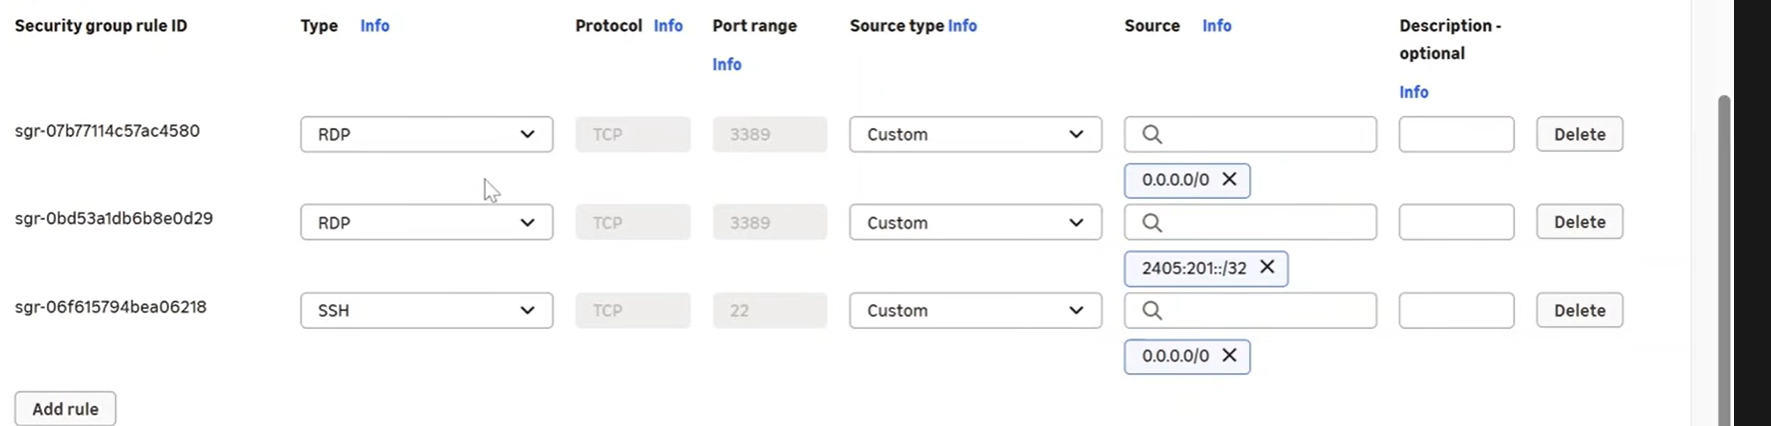 Security group rule ID Type Info Protocol Info Port range Info Source type Info Source Info Description - optional Info
sgr-07b77114c57ac4580 RDP TCP 3389 Custom Delete
0.0.0.0/0
sgr-0bd53a1db6b8e0d29 RDP TCP 3389 Custom Delete
2405:201::/32
sgr-06f615794bea06218 SSH TCP 22 Custom Delete
0.0.0.0/0
Add rule